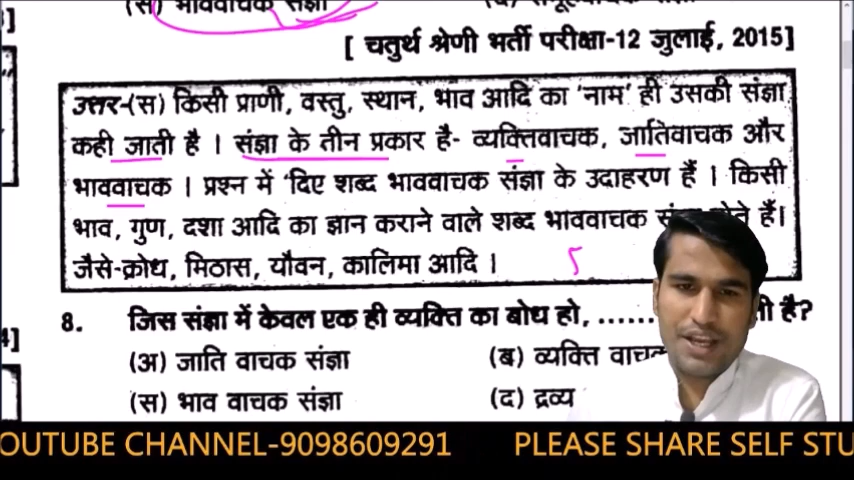 (स) भाववाचक संज्ञा
[ चतुर्थ श्रेणी भर्ती परीक्षा-12 जुलाई, 2015]
उत्तर-(स) किसी प्राणी, वस्तु, स्थान, भाव आदि का 'नाम' ही उसकी संज्ञा
कही जाती है । संज्ञा के तीन प्रकार है- व्यक्तिवाचक, जातिवाचक और
भाववाचक । प्रश्न में दिए शब्द भाववाचक संज्ञा के उदाहरण हैं । किसी
भाव, गुण, दशा आदि का ज्ञान कराने वाले शब्द भाववाचक हैं।
जैसे-क्रोध, मिठास, यौवन, कालिमा आदि ।
8. जिस संज्ञा में केवल एक ही व्यक्ति का बोध हो, ...... है?
(अ) जाति वाचक संज्ञा (ब) व्यक्ति
(स) भाव वाचक संज्ञा (द) द्रव्य
OUTUBE CHANNEL-9098609291 PLEASE SHARE SELF STU